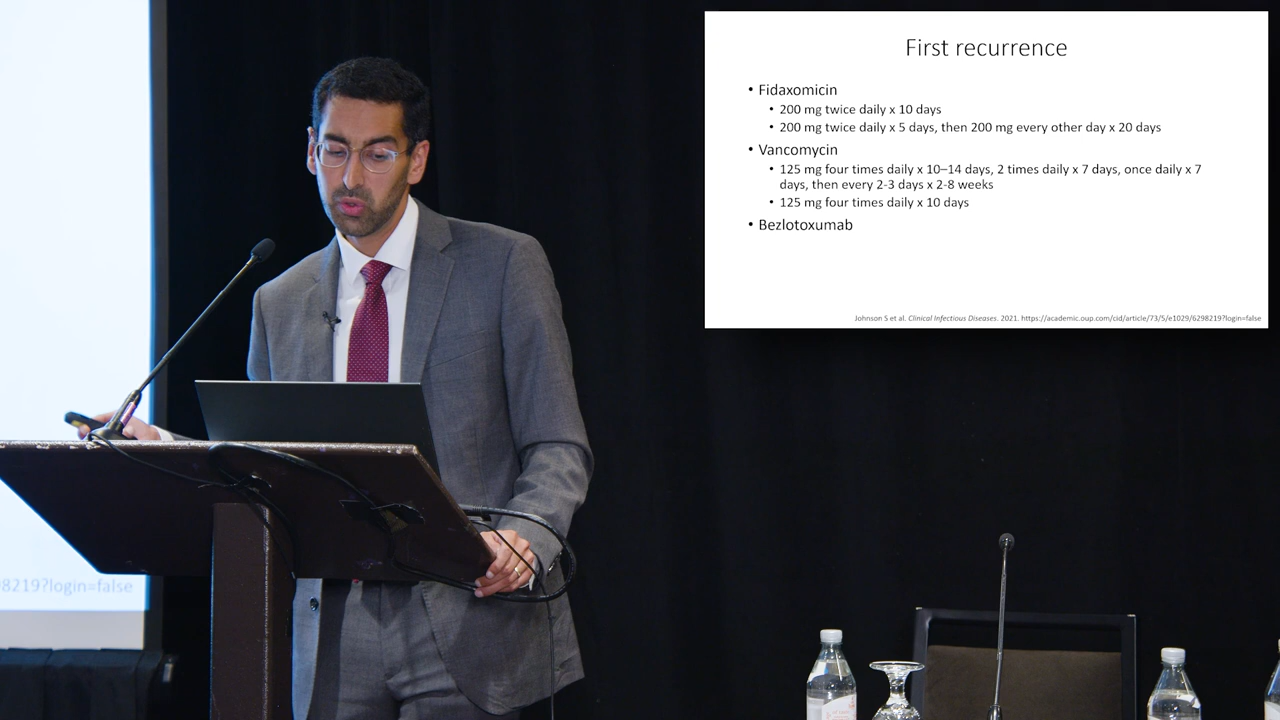 First recurrence
• Fidaxomicin
• 200 mg twice daily x 10 days
• 200 mg twice daily x 5 days, then 200 mg every other day x 20 days
• Vancomycin
• 125 mg four times daily x 10–14 days, 2 times daily x 7 days, once daily x 7
days, then every 2-3 days x 2-8 weeks
• 125 mg four times daily x 10 days
• Bezlotoxumab
Johnson S et al. Clinical Infectious Diseases. 2021. https://academic.oup.com/cid/article/73/5/e1029/6298219?login=false
98219?login=false